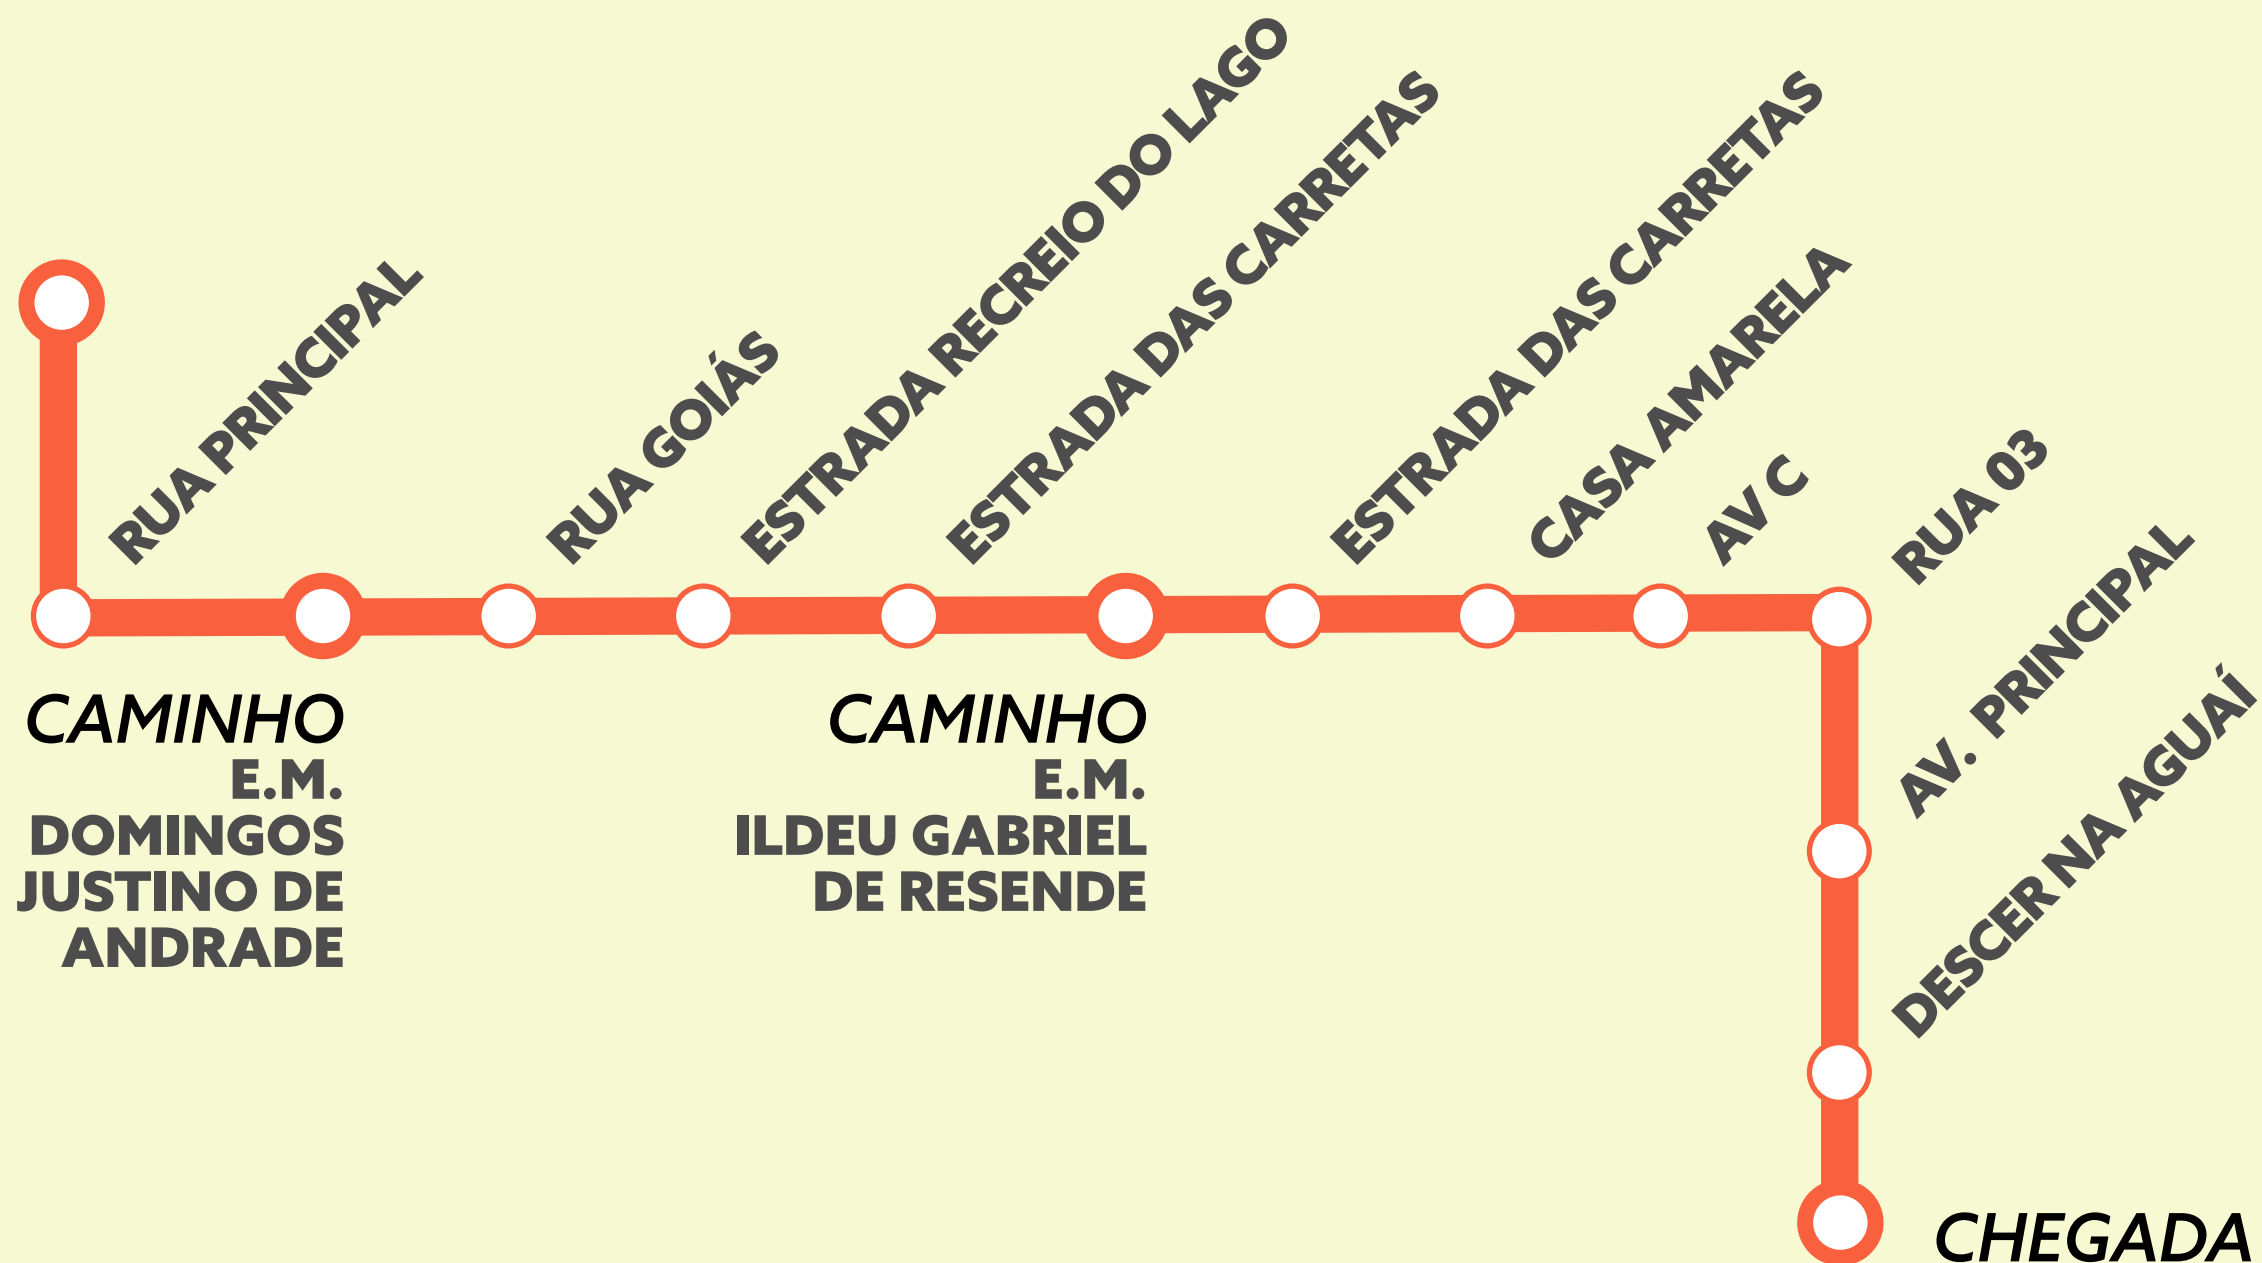 RUA PRINCIPAL
CAMINHO
E.M.
DOMINGOS
JUSTINO DE
ANDRADE
RUA GOIÁS
ESTRADA RECREIO DO LAGO
ESTRADA DAS CARRETAS
CAMINHO
E.M.
ILDEU GABRIEL
DE RESENDE
ESTRADA DAS CARRETAS
CASA AMARELA
AV C
RUA 03
AV. PRINCIPAL
DESCER NA AGUAÍ
CHEGADA